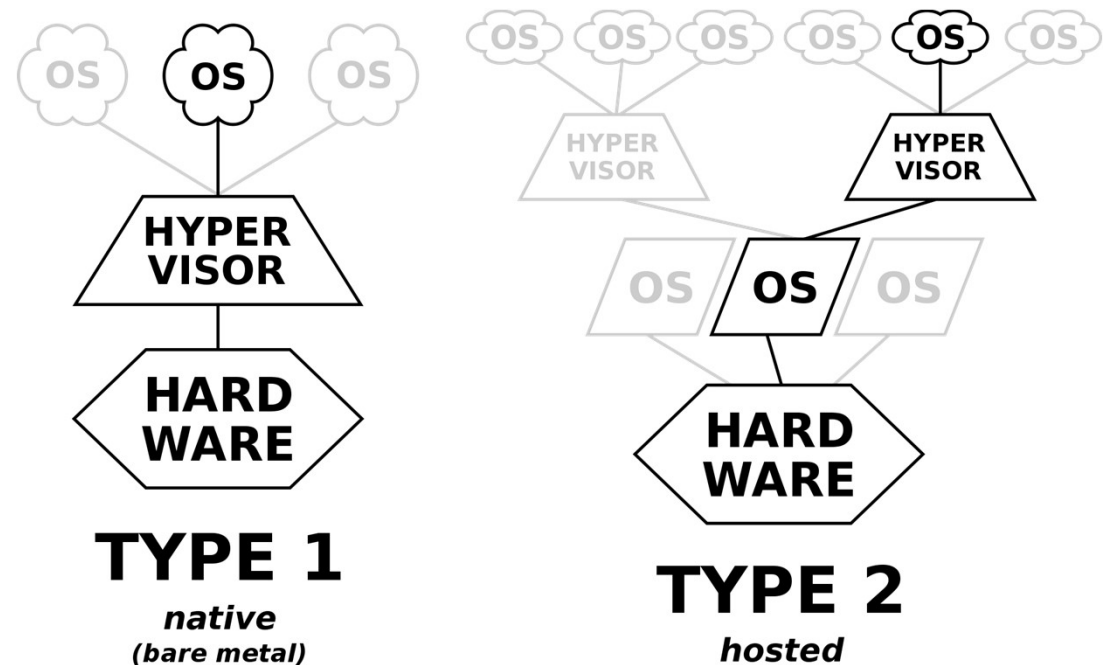 OS OS OS
HYPER
VISOR
HARD
WARE
TYPE 1
native
(bare metal)
OS OS OS OS OS OS
HYPER
VISOR
HYPER
VISOR
OS OS OS
HARD
WARE
TYPE 2
hosted